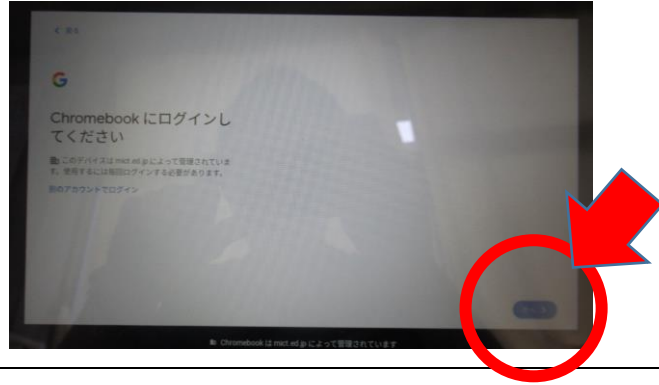 戻る
Chromebook にログインし
てください
このデバイスは mict.ed.jp によって管理されていま
す。使用するには毎回ログインする必要があります。
別のアカウントでログイン
次へ
Chromebook は mict.ed.jp によって管理されています